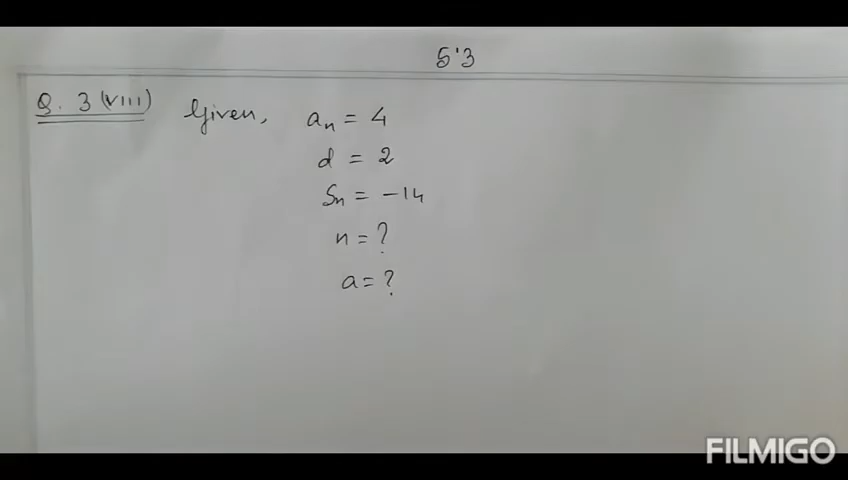 5.3
Q. 3 (VIII) Given, aₙ = 4
d = 2
Sₙ = -14
n = ?
a = ?
FILMIGO